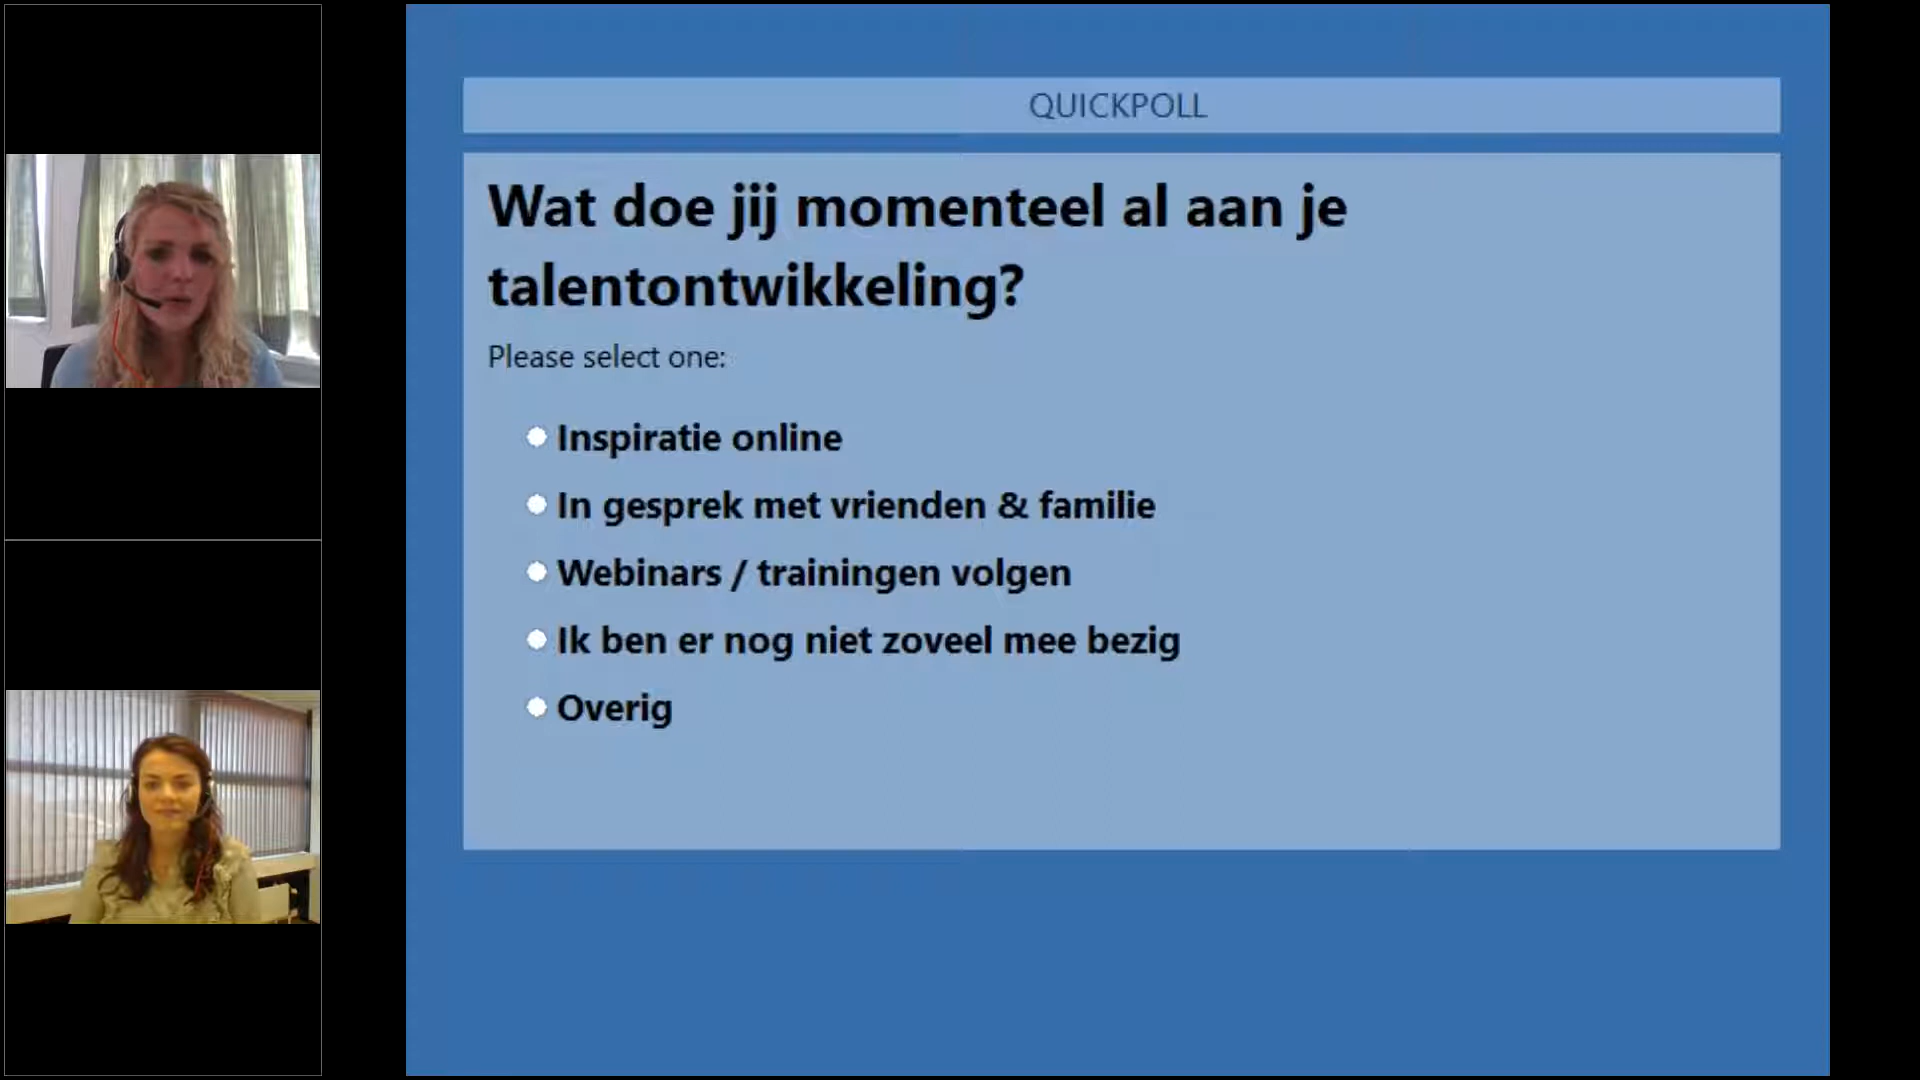 QUICKPOLL
Wat doe jij momenteel al aan je
talentontwikkeling?
Please select one:
Inspiratie online
In gesprek met vrienden & familie
Webinars / trainingen volgen
Ik ben er nog niet zoveel mee bezig
Overig